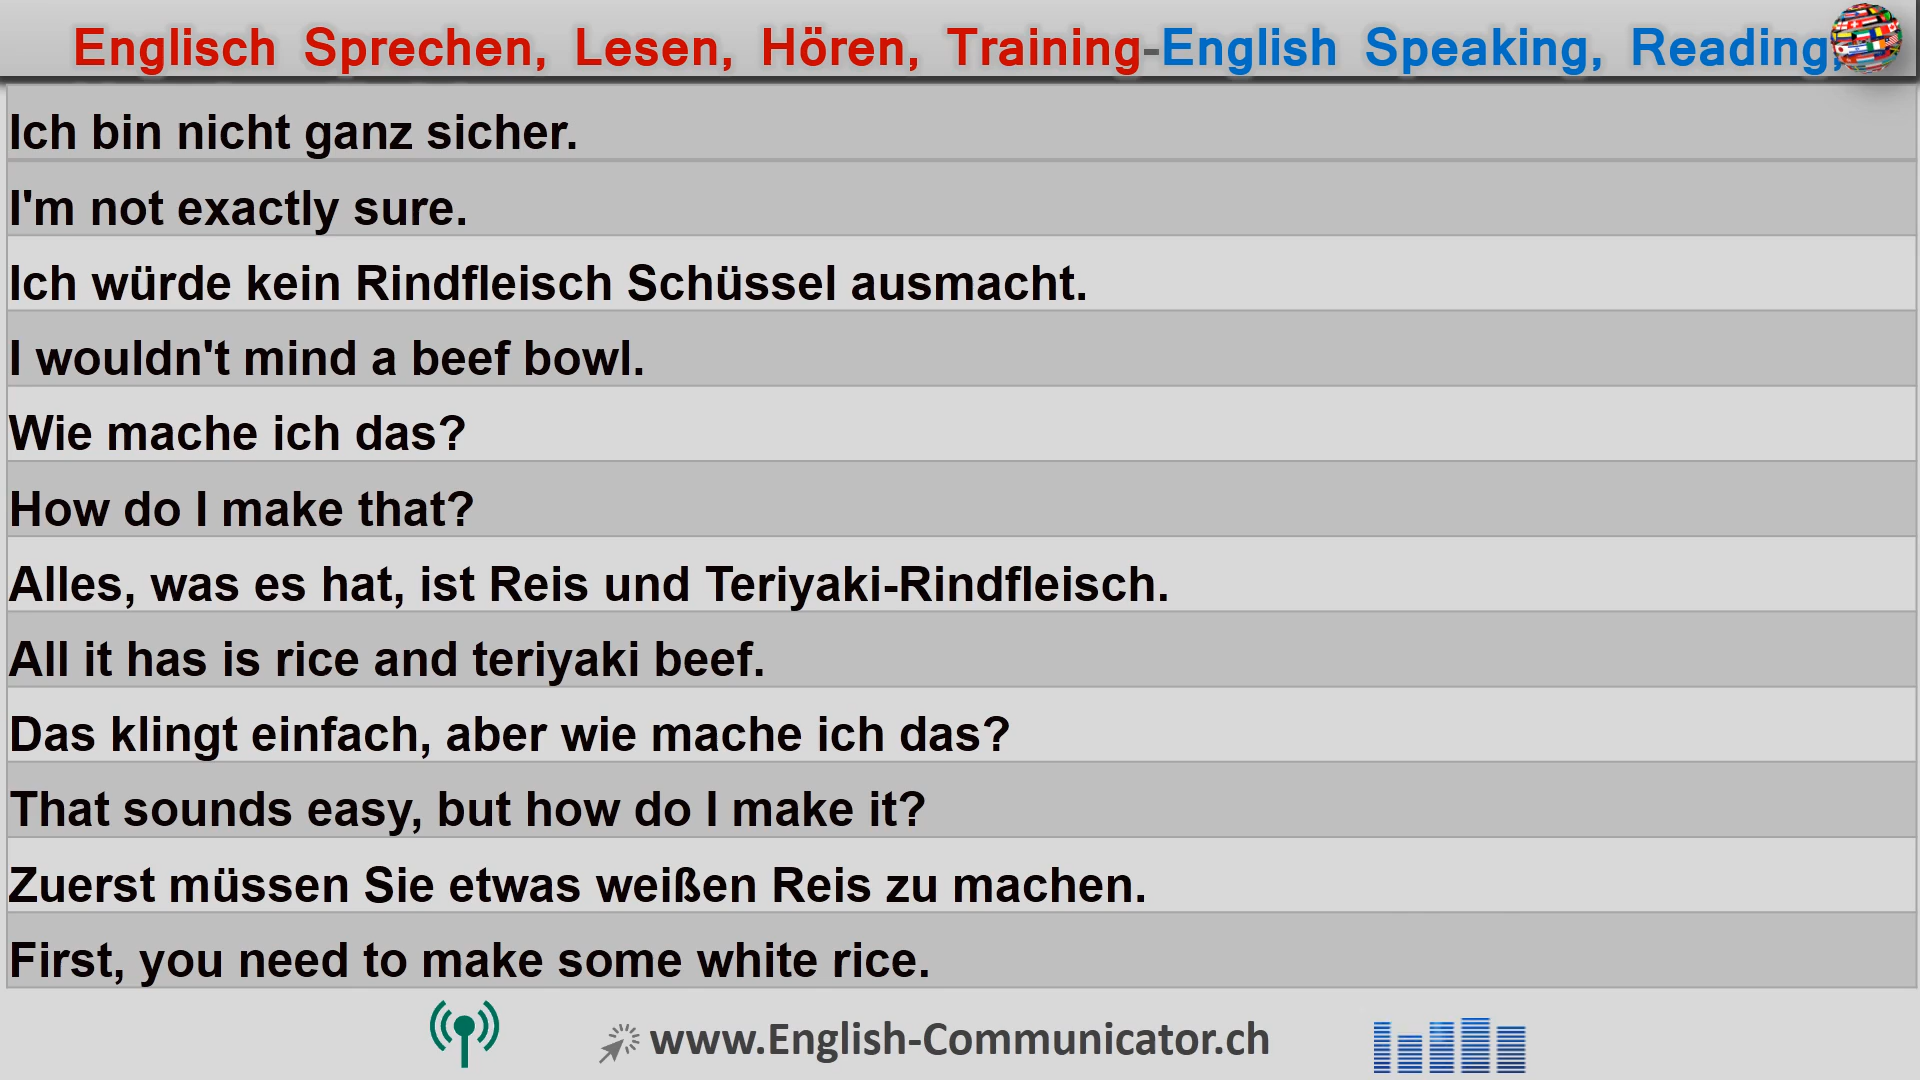 Englisch Sprechen, Lesen, Hören, Training-English Speaking, Reading,
Ich bin nicht ganz sicher.
I'm not exactly sure.
Ich würde kein Rindfleisch Schüssel ausmacht.
I wouldn't mind a beef bowl.
Wie mache ich das?
How do I make that?
Alles, was es hat, ist Reis und Teriyaki-Rindfleisch.
All it has is rice and teriyaki beef.
Das klingt einfach, aber wie mache ich das?
That sounds easy, but how do I make it?
Zuerst müssen Sie etwas weißen Reis zu machen.
First, you need to make some white rice.
www.English-Communicator.ch